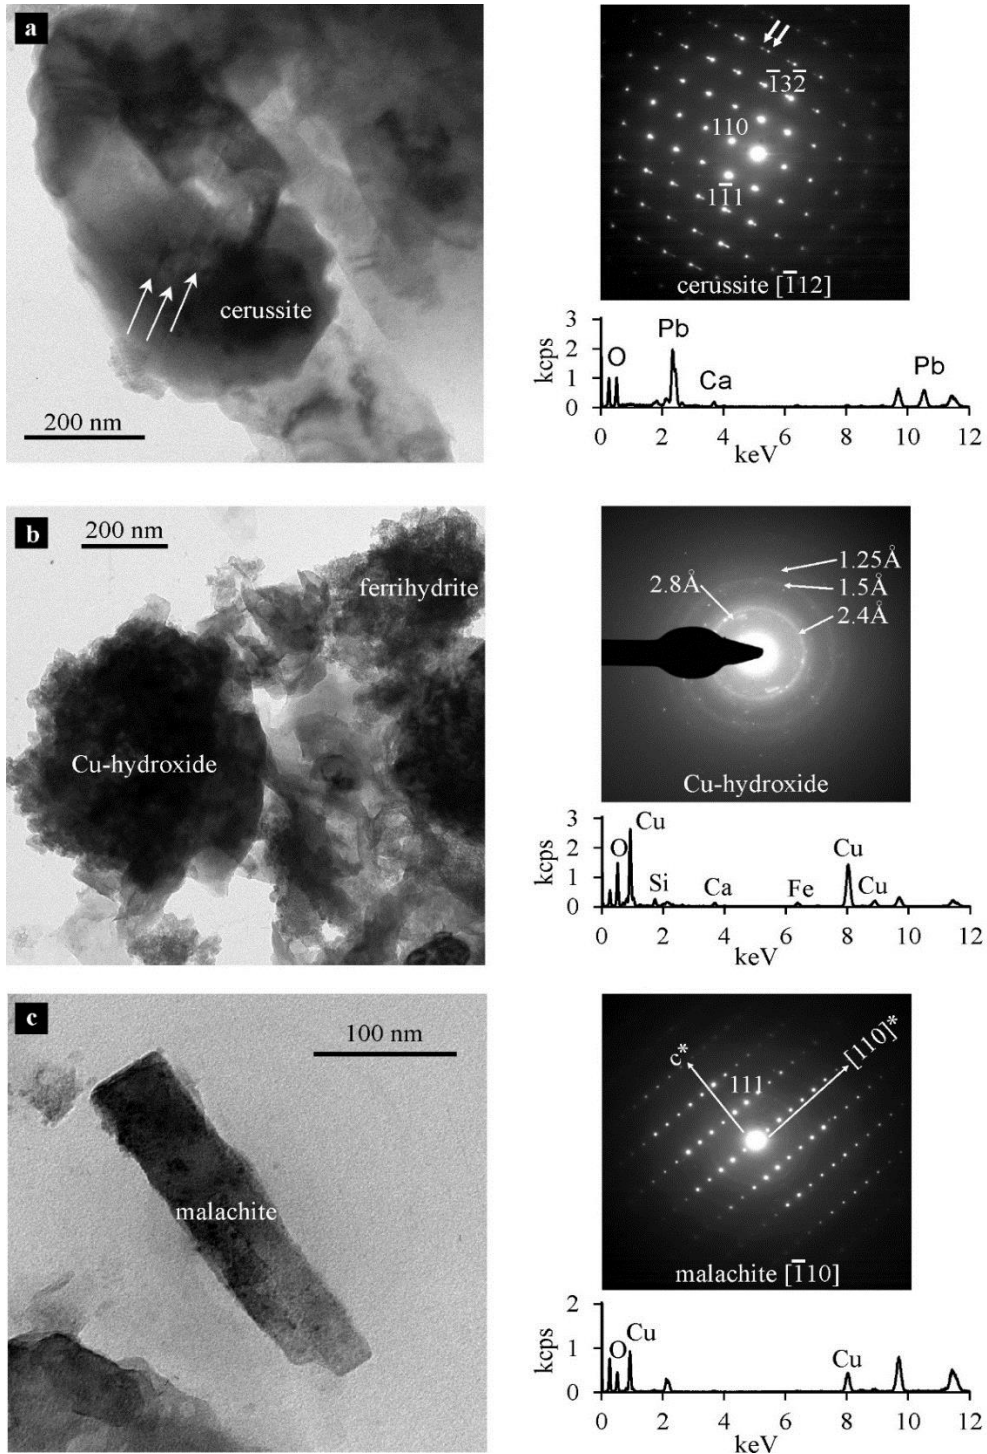 a
cerussite
200 nm
1̅32̅
110
11̅1
cerussite [1̅12]
3
2
1
0
kcps
O
Pb
Ca
Pb
0 2 4 6 8 10 12
keV
b
200 nm
ferrihydrite
Cu-hydroxide
1.25Å
1.5Å
2.4Å
2.8Å
Cu-hydroxide
3
2
1
0
kcps
O
Cu
Si
Ca
Fe
Cu
Cu
0 2 4 6 8 10 12
keV
c
100 nm
malachite
c*
111
[110]*
malachite [1̅10]
2
1
0
kcps
O
Cu
Cu
0 2 4 6 8 10 12
keV